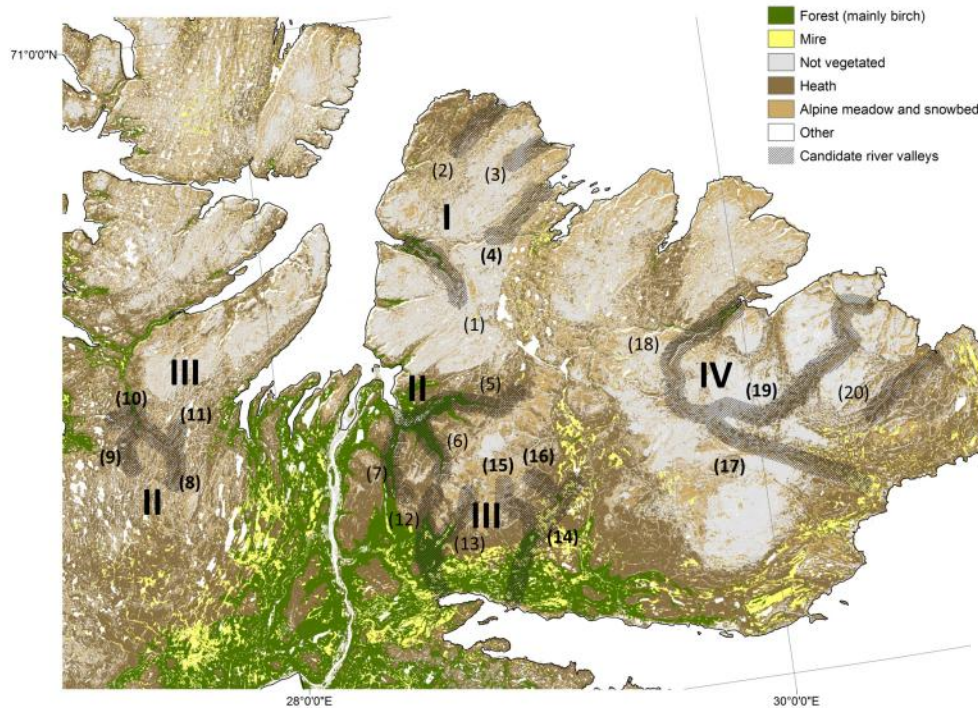 Forest (mainly birch)
Mire
Not vegetated
Heath
Alpine meadow and snowbed
Other
Candidate river valleys
71°0'0"N
(2)
(3)
I
(4)
(1)
(18)
III
IV
(19)
(20)
II
(5)
(10)
(11)
(6)
(9)
(15)
(16)
(17)
(7)
(8)
II
(12)
III
(13)
(14)
28°0'0"E
30°0'0"E